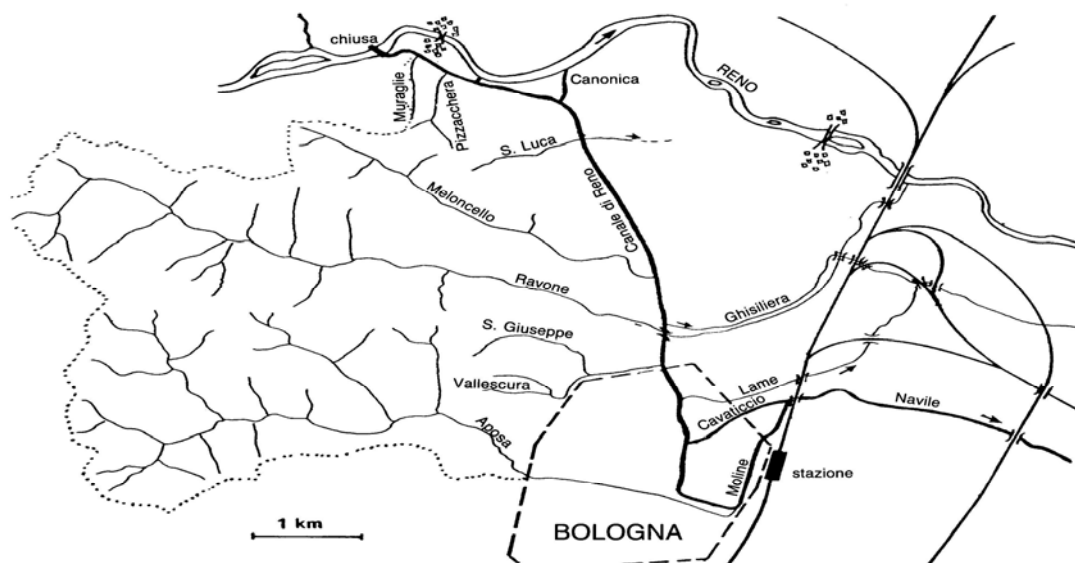 chiusa
Canonica
RENO
Muraglie
Pizzacchera
S. Luca
Meloncello
Canale di Reno
Ravone
Ghisiliera
S. Giuseppe
Vallescura
Lame
Cavaticcio
Navile
Aposa
Moline
stazione
1 km
BOLOGNA